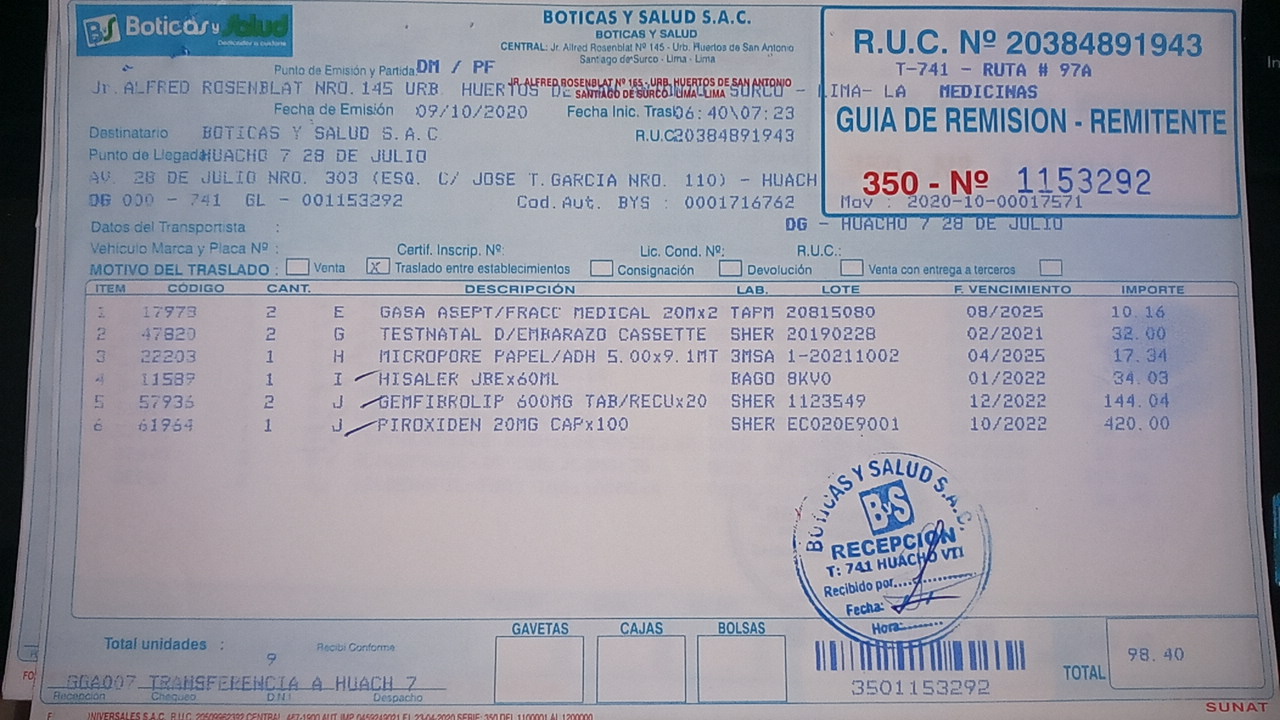 Boticas y Salud
BOTICAS Y SALUD S.A.C.
BOTICAS Y SALUD
CENTRAL: Jr. Alfred Rosenblat Nº 145 - Urb. Huertos de San Antonio
Santiago de Surco - Lima - Lima
R.U.C. Nº 20384891943
T-741 - RUTA # 97A
MEDICINAS
GUIA DE REMISION - REMITENTE
350 - Nº 1153292
Mov : 2020-10-00017571
Punto de Emisión y Partida: DM / PF
JR. ALFRED ROSENBLAT Nº 165 - URB. HUERTOS DE SAN ANTONIO
SANTIAGO DE SURCO - LIMA - LIMA
Jr. ALFRED ROSENBLAT NRO. 145 URB. HUERTOS DE SURCO - LIMA- LA
Fecha de Emisión 09/10/2020 Fecha Inic. Trasl 06:40\07:23
Destinatario BOTICAS Y SALUD S.A.C R.U.C 20384891943
Punto de Llegada HUACHO 7 28 DE JULIO
AV. 28 DE JULIO NRO. 303 (ESQ. C/ JOSE T.GARCIA NRO. 110) - HUACH
DG 000 - 741 GL - 001153292 Cod.Aut. BYS : 0001716762
DG - HUACHO 7 28 DE JULIO
Datos del Transportista :
Vehículo Marca y Placa Nº : Certif. Inscrip. Nº: Lic. Cond. Nº: R.U.C.:
MOTIVO DEL TRASLADO : Venta X Traslado entre establecimientos Consignación Devolución Venta con entrega a terceros
ITEM CÓDIGO CANT. DESCRIPCIÓN LAB. LOTE F. VENCIMIENTO IMPORTE
1 17978 2 E GASA ASEPT/FRACC MEDICAL 20Mx2 TAPM 20815080 08/2025 10.16
2 47820 2 G TESTNATAL D/EMBARAZO CASSETTE SHER 20190228 02/2021 32.00
3 22203 1 H MICROPORE PAPEL/ADH 5.00x9.1MT 3MSA 1-20211002 04/2025 17.34
4 11589 1 I HISALER JBEx60ML BAGO 8KV0 01/2022 34.03
5 57936 2 J GEMFIBROLIP 600MG TAB/RECUx20 SHER 1123549 12/2022 144.04
6 61964 1 J PIROXIDEN 20MG CAPx100 SHER EC020E9001 10/2022 420.00
BOTICAS Y SALUD S.A.C.
ByS
RECEPCION
T: 741 HUACHO VII
Recibido por
Fecha:
Hora:
Total unidades : 9 Recibi Conforme
GAVETAS CAJAS BOLSAS
TOTAL 98.40
3501153292
GGA007 TRANSFERENCIA A HUACH 7
Recepción Chequeo D.N.I. Despacho
SUNAT